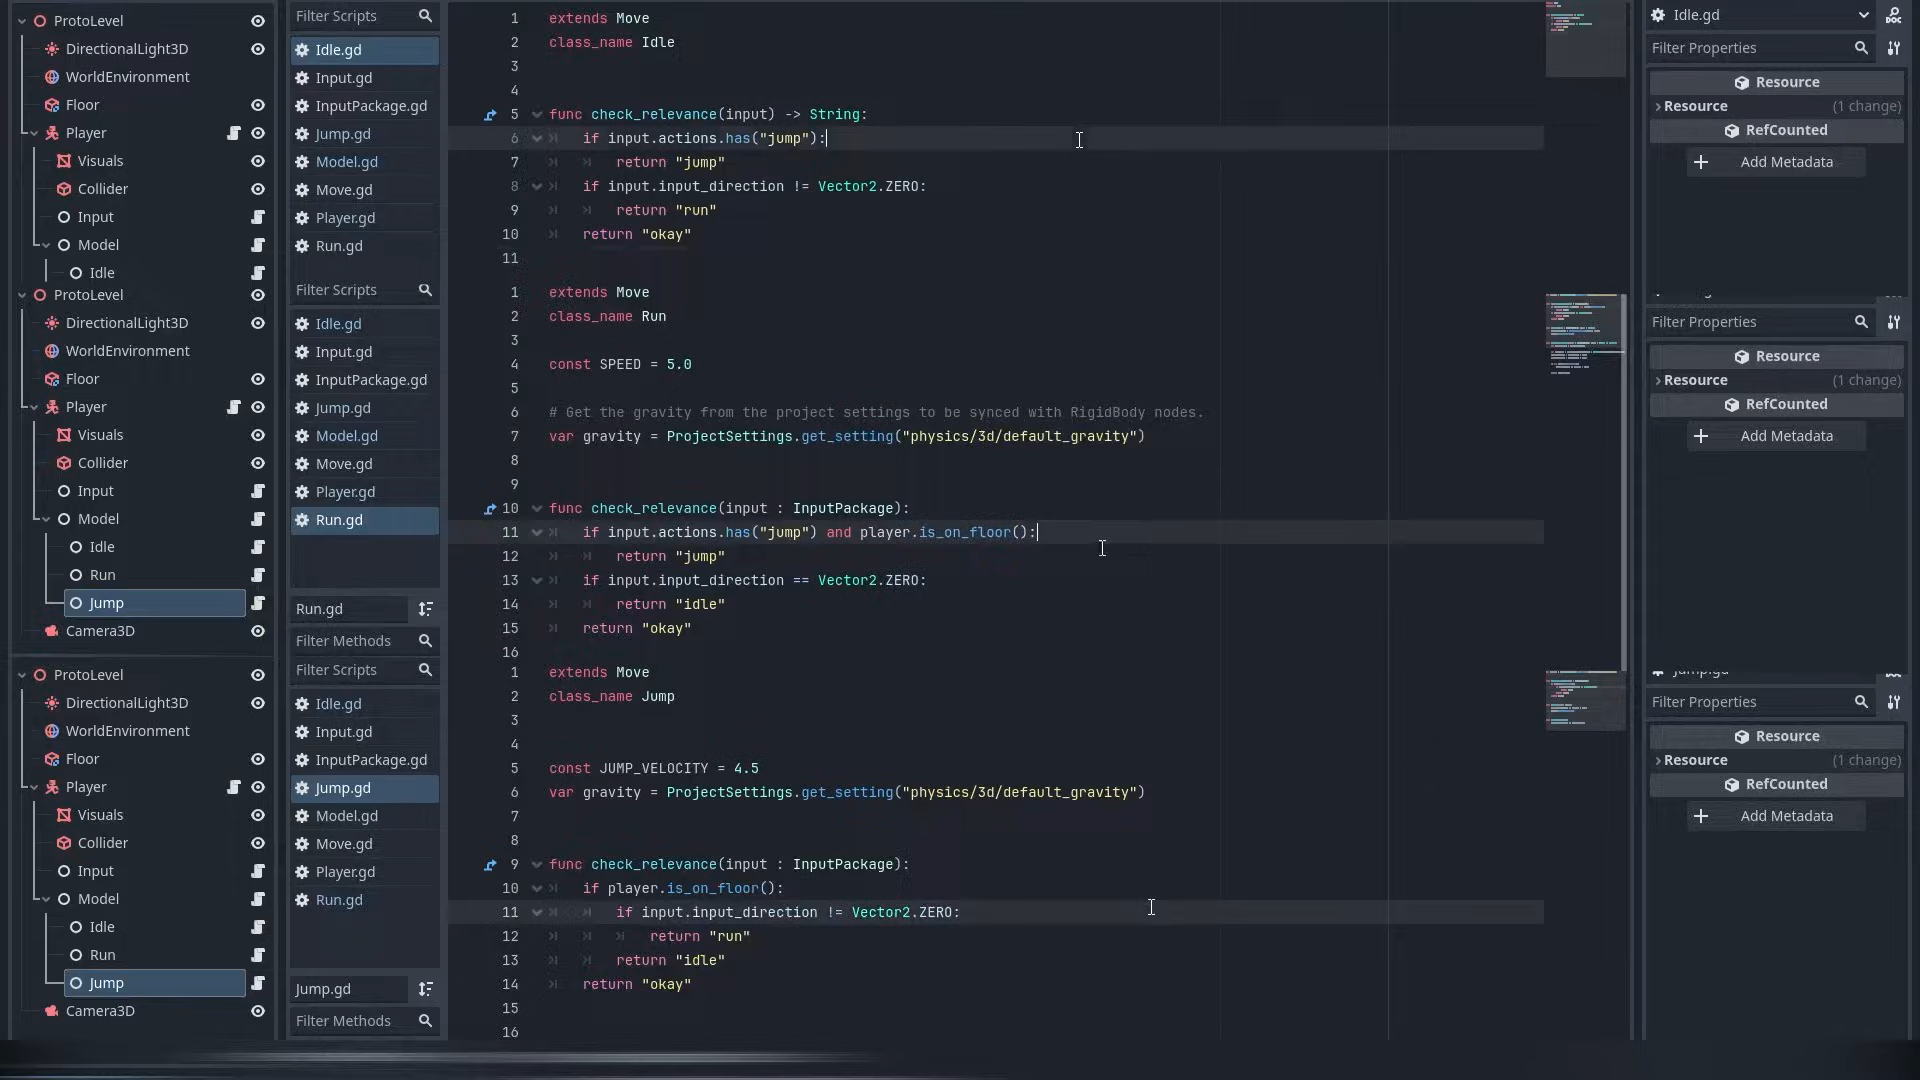 ProtoLevel
DirectionalLight3D
WorldEnvironment
Floor
Player
Visuals
Collider
Input
Model
Idle
Filter Scripts
Idle.gd
Input.gd
InputPackage.gd
Jump.gd
Model.gd
Move.gd
Player.gd
Run.gd
1 extends Move
2 class_name Idle
3
4
5 func check_relevance(input) -> String:
6 if input.actions.has("jump"):
7 return "jump"
8 if input.input_direction != Vector2.ZERO:
9 return "run"
10 return "okay"
11
Idle.gd
Filter Properties
Resource
Resource (1 change)
RefCounted
Add Metadata
ProtoLevel
DirectionalLight3D
WorldEnvironment
Floor
Player
Visuals
Collider
Input
Model
Idle
Run
Jump
Camera3D
Filter Scripts
Idle.gd
Input.gd
InputPackage.gd
Jump.gd
Model.gd
Move.gd
Player.gd
Run.gd
Run.gd
Filter Methods
1 extends Move
2 class_name Run
3
4 const SPEED = 5.0
5
6 # Get the gravity from the project settings to be synced with RigidBody nodes.
7 var gravity = ProjectSettings.get_setting("physics/3d/default_gravity")
8
9
10 func check_relevance(input : InputPackage):
11 if input.actions.has("jump") and player.is_on_floor():
12 return "jump"
13 if input.input_direction == Vector2.ZERO:
14 return "idle"
15 return "okay"
16
Filter Properties
Resource
Resource (1 change)
RefCounted
Add Metadata
ProtoLevel
DirectionalLight3D
WorldEnvironment
Floor
Player
Visuals
Collider
Input
Model
Idle
Run
Jump
Camera3D
Filter Scripts
Idle.gd
Input.gd
InputPackage.gd
Jump.gd
Model.gd
Move.gd
Player.gd
Run.gd
Jump.gd
Filter Methods
1 extends Move
2 class_name Jump
3
4
5 const JUMP_VELOCITY = 4.5
6 var gravity = ProjectSettings.get_setting("physics/3d/default_gravity")
7
8
9 func check_relevance(input : InputPackage):
10 if player.is_on_floor():
11 if input.input_direction != Vector2.ZERO:
12 return "run"
13 return "idle"
14 return "okay"
15
16
Filter Properties
Resource
Resource (1 change)
RefCounted
Add Metadata